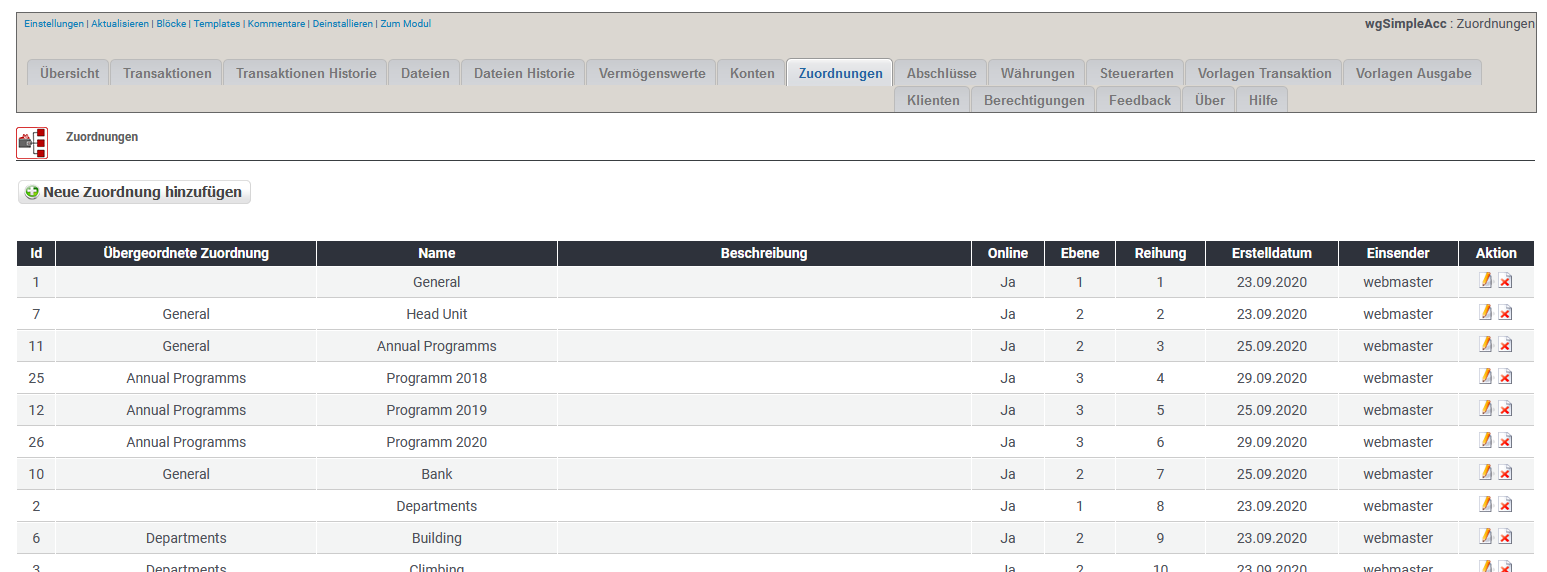 Einstellungen | Aktualisieren | Blöcke | Templates | Kommentare | Deinstallieren | Zum Modul
wgSimpleAcc : Zuordnungen
Übersicht Transaktionen Transaktionen Historie Dateien Dateien Historie Vermögenswerte Konten Zuordnungen Abschlüsse Währungen Steuerarten Vorlagen Transaktion Vorlagen Ausgabe
Klienten Berechtigungen Feedback Über Hilfe
Zuordnungen
Neue Zuordnung hinzufügen
Id Übergeordnete Zuordnung Name Beschreibung Online Ebene Reihung Erstelldatum Einsender Aktion
1 General Ja 1 1 23.09.2020 webmaster
7 General Head Unit Ja 2 2 23.09.2020 webmaster
11 General Annual Programms Ja 2 3 25.09.2020 webmaster
25 Annual Programms Programm 2018 Ja 3 4 29.09.2020 webmaster
12 Annual Programms Programm 2019 Ja 3 5 25.09.2020 webmaster
26 Annual Programms Programm 2020 Ja 3 6 29.09.2020 webmaster
10 General Bank Ja 2 7 25.09.2020 webmaster
2 Departments Ja 1 8 23.09.2020 webmaster
6 Departments Building Ja 2 9 23.09.2020 webmaster
3 Departments Climbing Ja 2 10 23.09.2020 webmaster